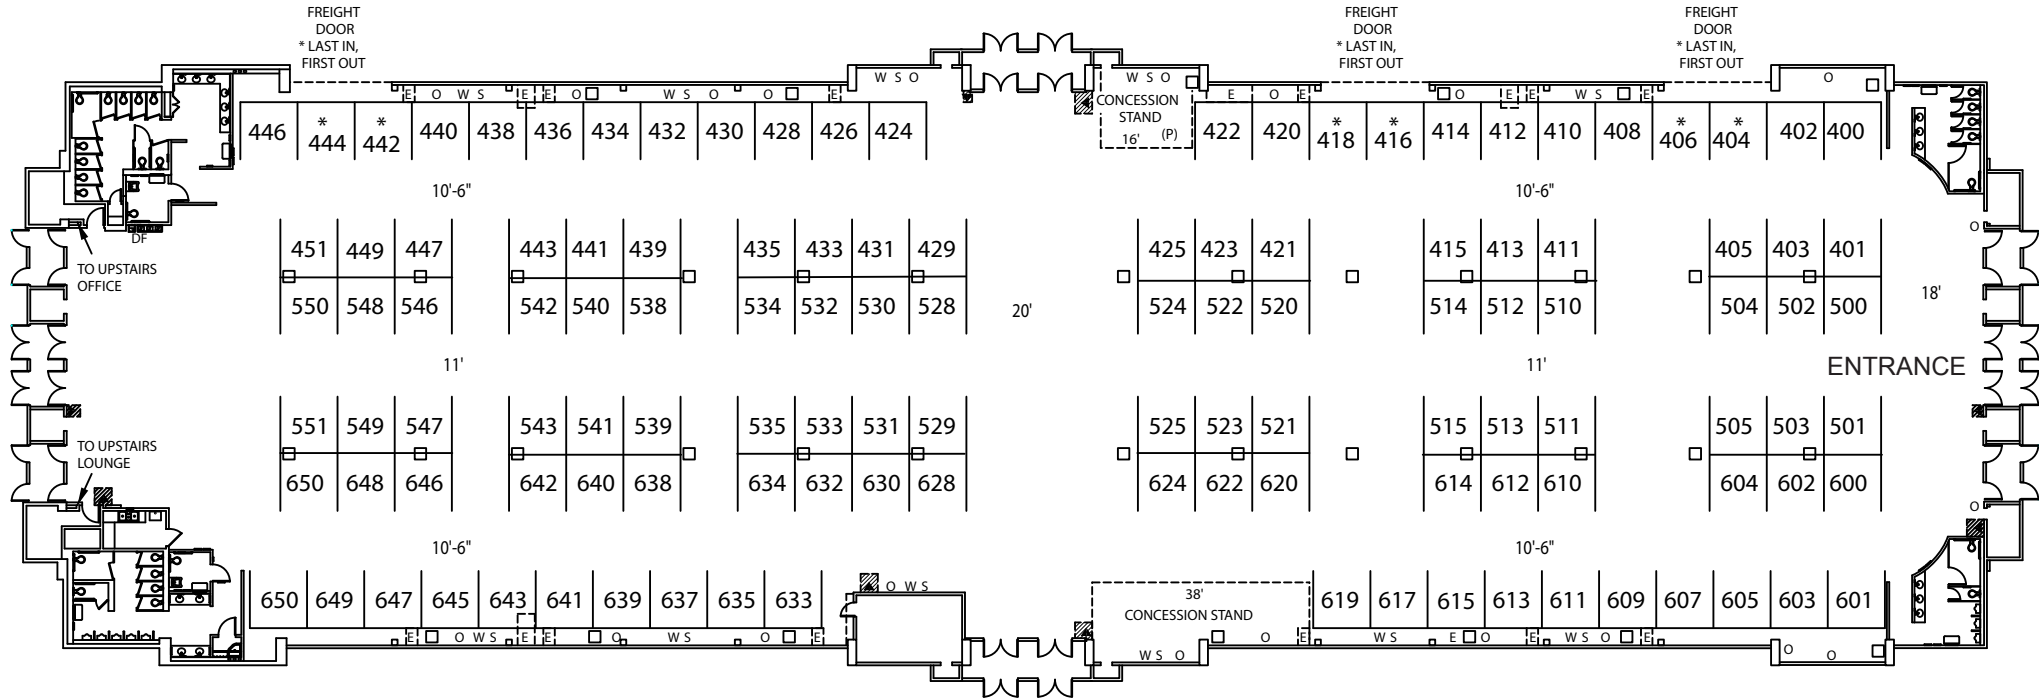 FREIGHT
DOOR
* LAST IN,
FIRST OUT
FREIGHT
DOOR
* LAST IN,
FIRST OUT
FREIGHT
DOOR
* LAST IN,
FIRST OUT
W S O
W S O
O
E O W S E E O W S O O E
E O E O E E W S E
CONCESSION
STAND
16' (P)
446 * 444 * 442 440 438 436 434 432 430 428 426 424
422 420 * 418 * 416 414 412 410 408 * 406 * 404 402 400
10'-6" 10'-6"
DF
O
TO UPSTAIRS
OFFICE
451 449 447 443 441 439 435 433 431 429 425 423 421 415 413 411 405 403 401
550 548 546 542 540 538 534 532 530 528 524 522 520 514 512 510 504 502 500
20' 18'
11' 11' ENTRANCE
551 549 547 543 541 539 535 533 531 529 525 523 521 515 513 511 505 503 501
TO UPSTAIRS
LOUNGE
650 648 646 642 640 638 634 632 630 628 624 622 620 614 612 610 604 602 600
O
10'-6" 10'-6"
650 649 647 645 643 641 639 637 635 633
O W S
38'
CONCESSION STAND
619 617 615 613 611 609 607 605 603 601
E O W S E E O W S O E
O E W S E O E W S O E
W S O
O O